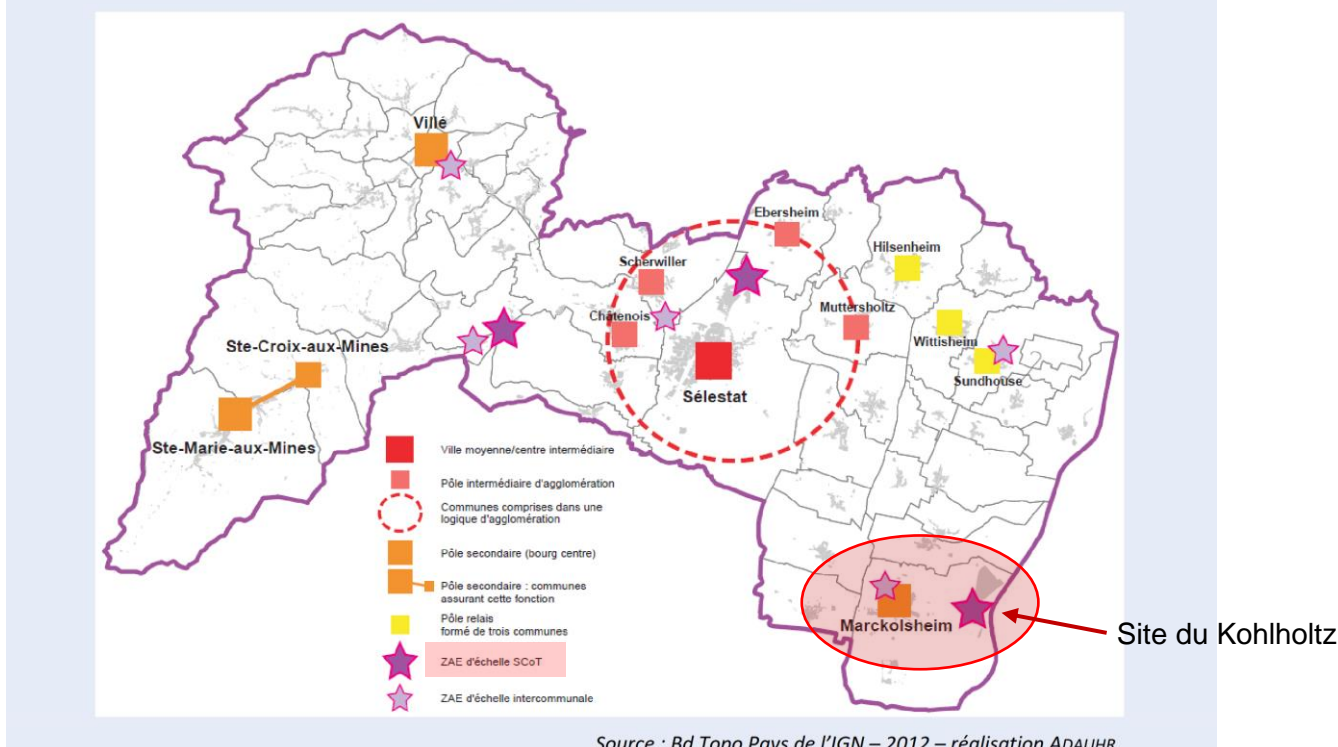 Villé
Ebersheim
Hilsenheim
Scherwiller
Muttersholtz
Châtenois
Wittisheim
Ste-Croix-aux-Mines
Sundhouse
Sélestat
Ste-Marie-aux-Mines
Ville moyenne/centre intermédiaire
Pôle intermédiaire d'agglomération
Communes comprises dans une
logique d'agglomération
Pôle secondaire (bourg centre)
Pôle secondaire : communes
assurant cette fonction
Pôle relais
formé de trois communes
ZAE d'échelle SCoT
ZAE d'échelle intercommunale
Marckolsheim
Site du Kohlholtz
Source : Bd Topo Pays de l'IGN – 2012 – réalisation ADAUHR